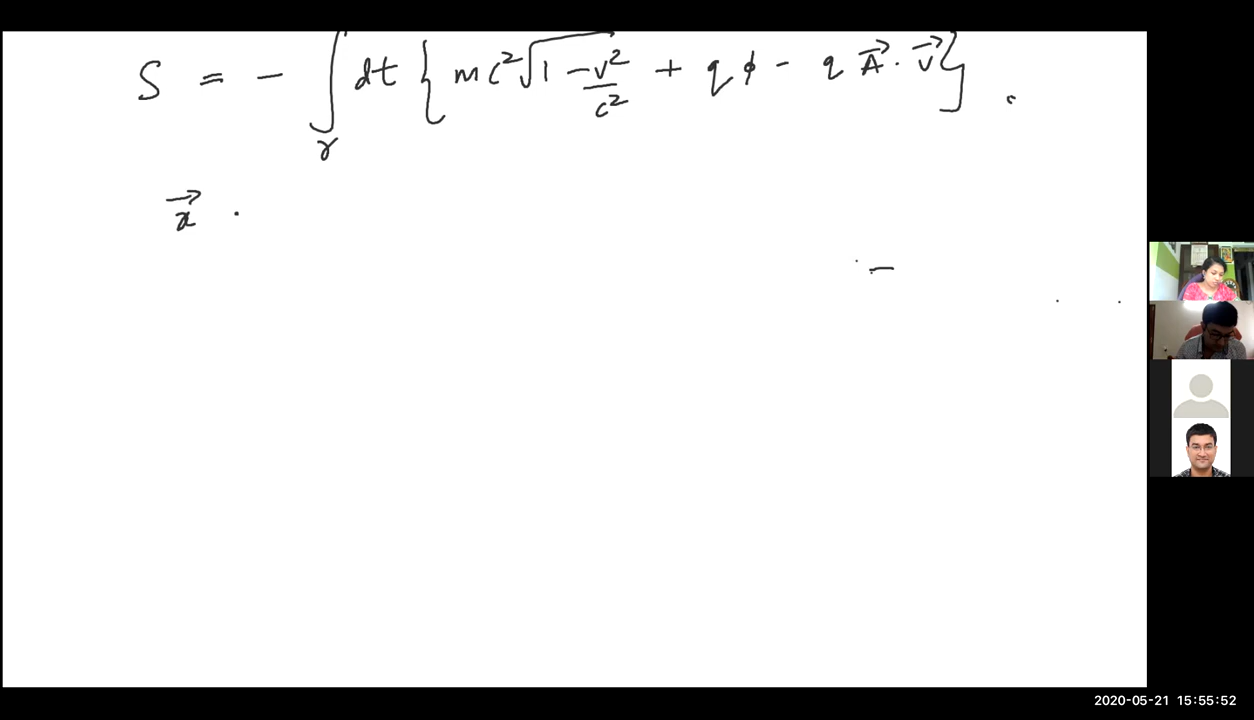 S = - ∫_γ dt { mc² √(1 - v²/c²) + qϕ - q A⃗ · v⃗ } .
x⃗ .
2020-05-21 15:55:52